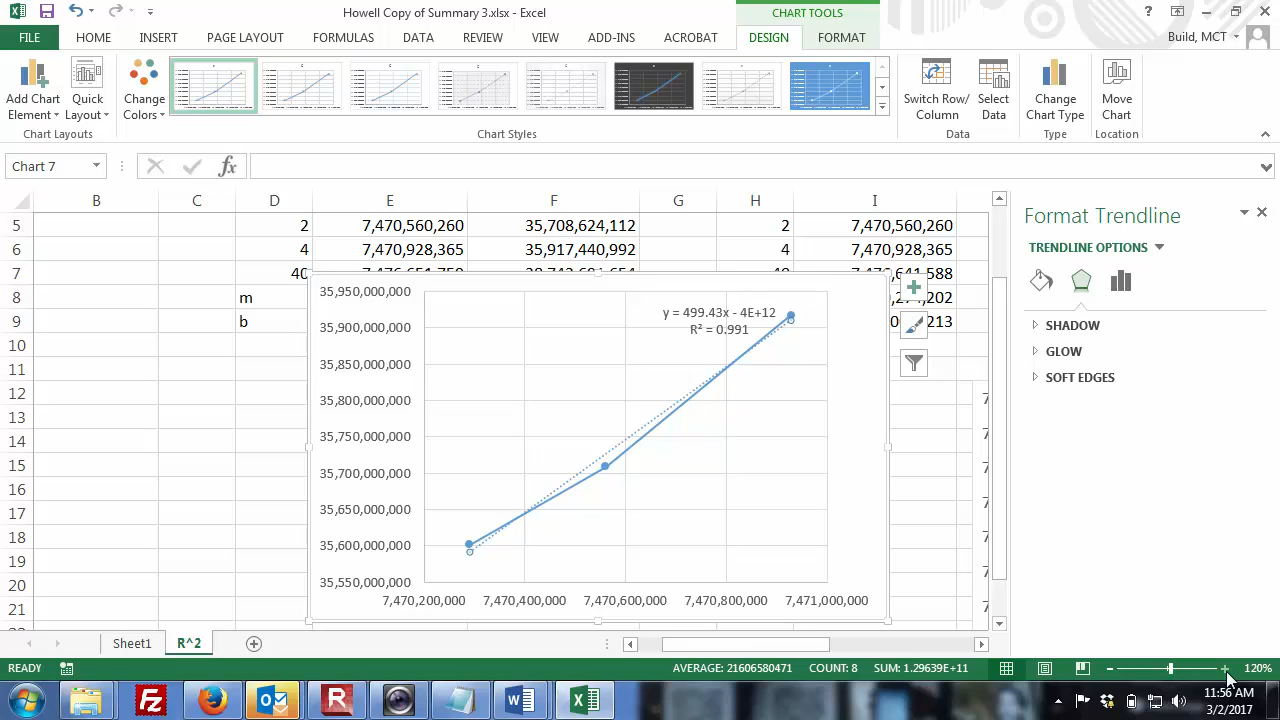 Howell Copy of Summary 3.xlsx - Excel
CHART TOOLS
?
FILE HOME INSERT PAGE LAYOUT FORMULAS DATA REVIEW VIEW ADD-INS ACROBAT DESIGN FORMAT Build, MCT
Add Chart Element
Quick Layout
Change
Switch Row/ Column
Select Data
Change Chart Type
Move Chart
Chart Layouts Chart Styles Data Type Location
Chart 7 fx
B C D E F G H I
5 2 7,470,560,260 35,708,624,112 2 7,470,560,260
6 4 7,470,928,365 35,917,440,992 4 7,470,928,365
7 40
8 m 202
9 b 213
10
11
12
13
14
15
16
17
18
19
20
21
35,950,000,000
35,900,000,000
35,850,000,000
35,800,000,000
35,750,000,000
35,700,000,000
35,650,000,000
35,600,000,000
35,550,000,000
7,470,200,000 7,470,400,000 7,470,600,000 7,470,800,000 7,471,000,000
y = 499.43x - 4E+12
R² = 0.991
Format Trendline
TRENDLINE OPTIONS
SHADOW
GLOW
SOFT EDGES
Sheet1 R^2
READY AVERAGE: 21606580471 COUNT: 8 SUM: 1.29639E+11 120%
11:56 AM
3/2/2017